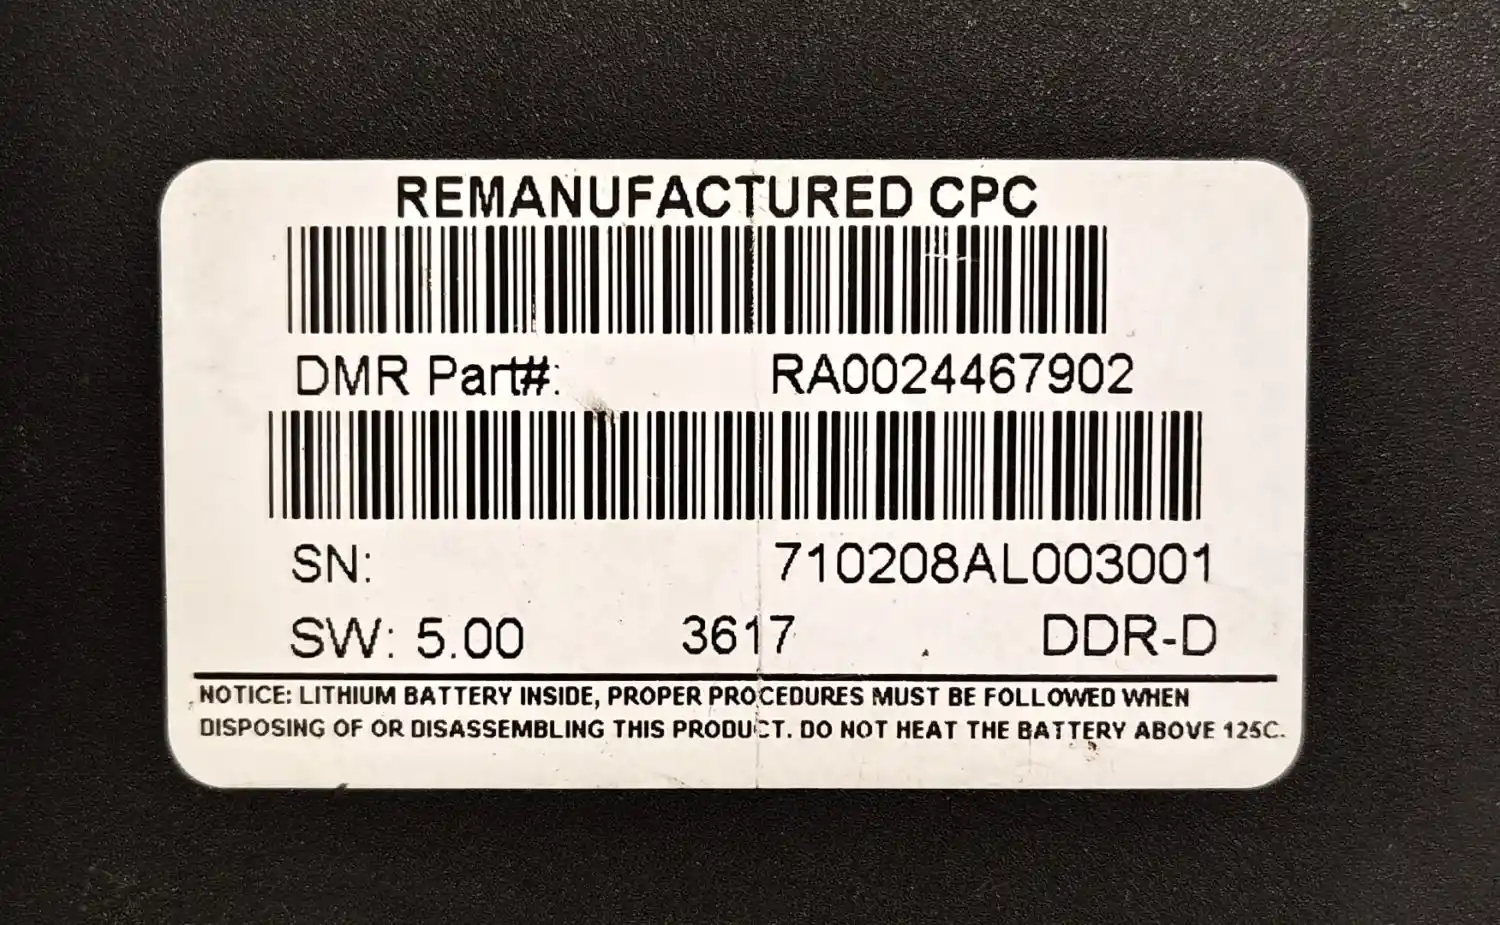 REMANUFACTURED CPC
DMR Part#: RA0024467902
SN: 710208AL003001
SW: 5.00 3617 DDR-D
NOTICE: LITHIUM BATTERY INSIDE, PROPER PROCEDURES MUST BE FOLLOWED WHEN
DISPOSING OF OR DISASSEMBLING THIS PRODUCT. DO NOT HEAT THE BATTERY ABOVE 125C.